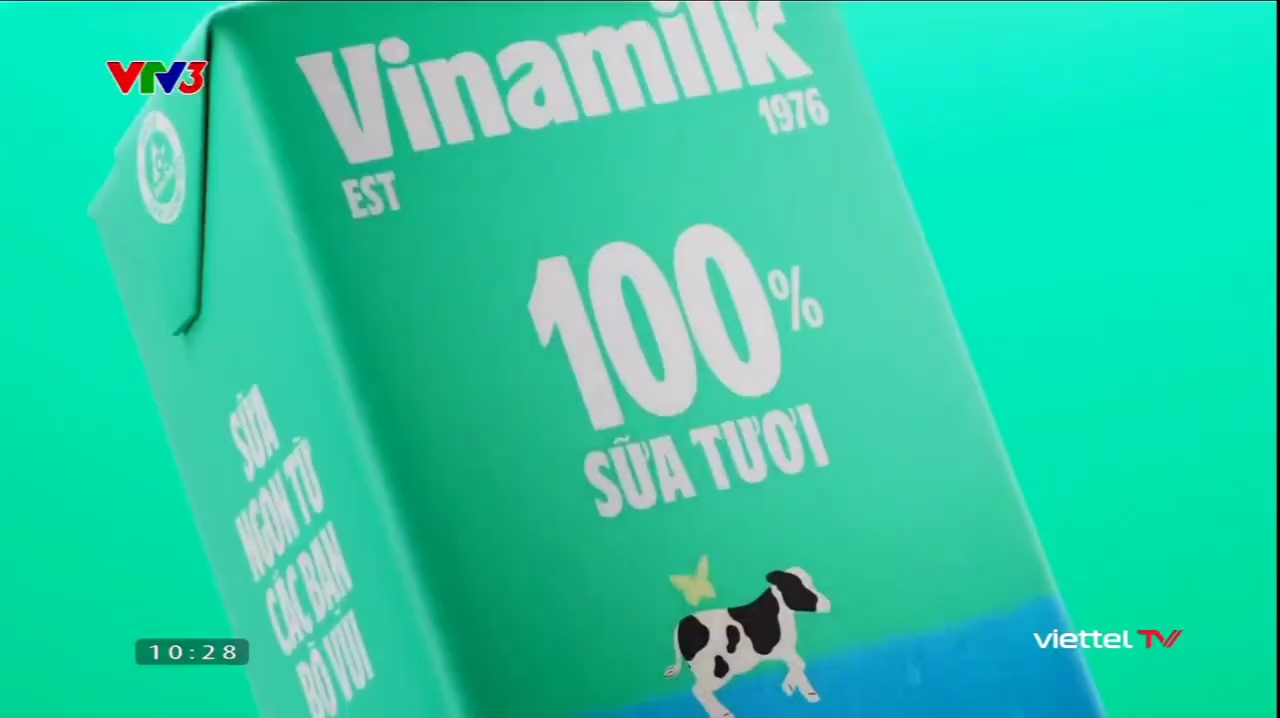 VTV3
Vinamilk
EST
1976
100%
SỮA TƯƠI
SỮA
NGON TỪ
CÁC BẠN
BÒ VUI
10:28
viettel TV